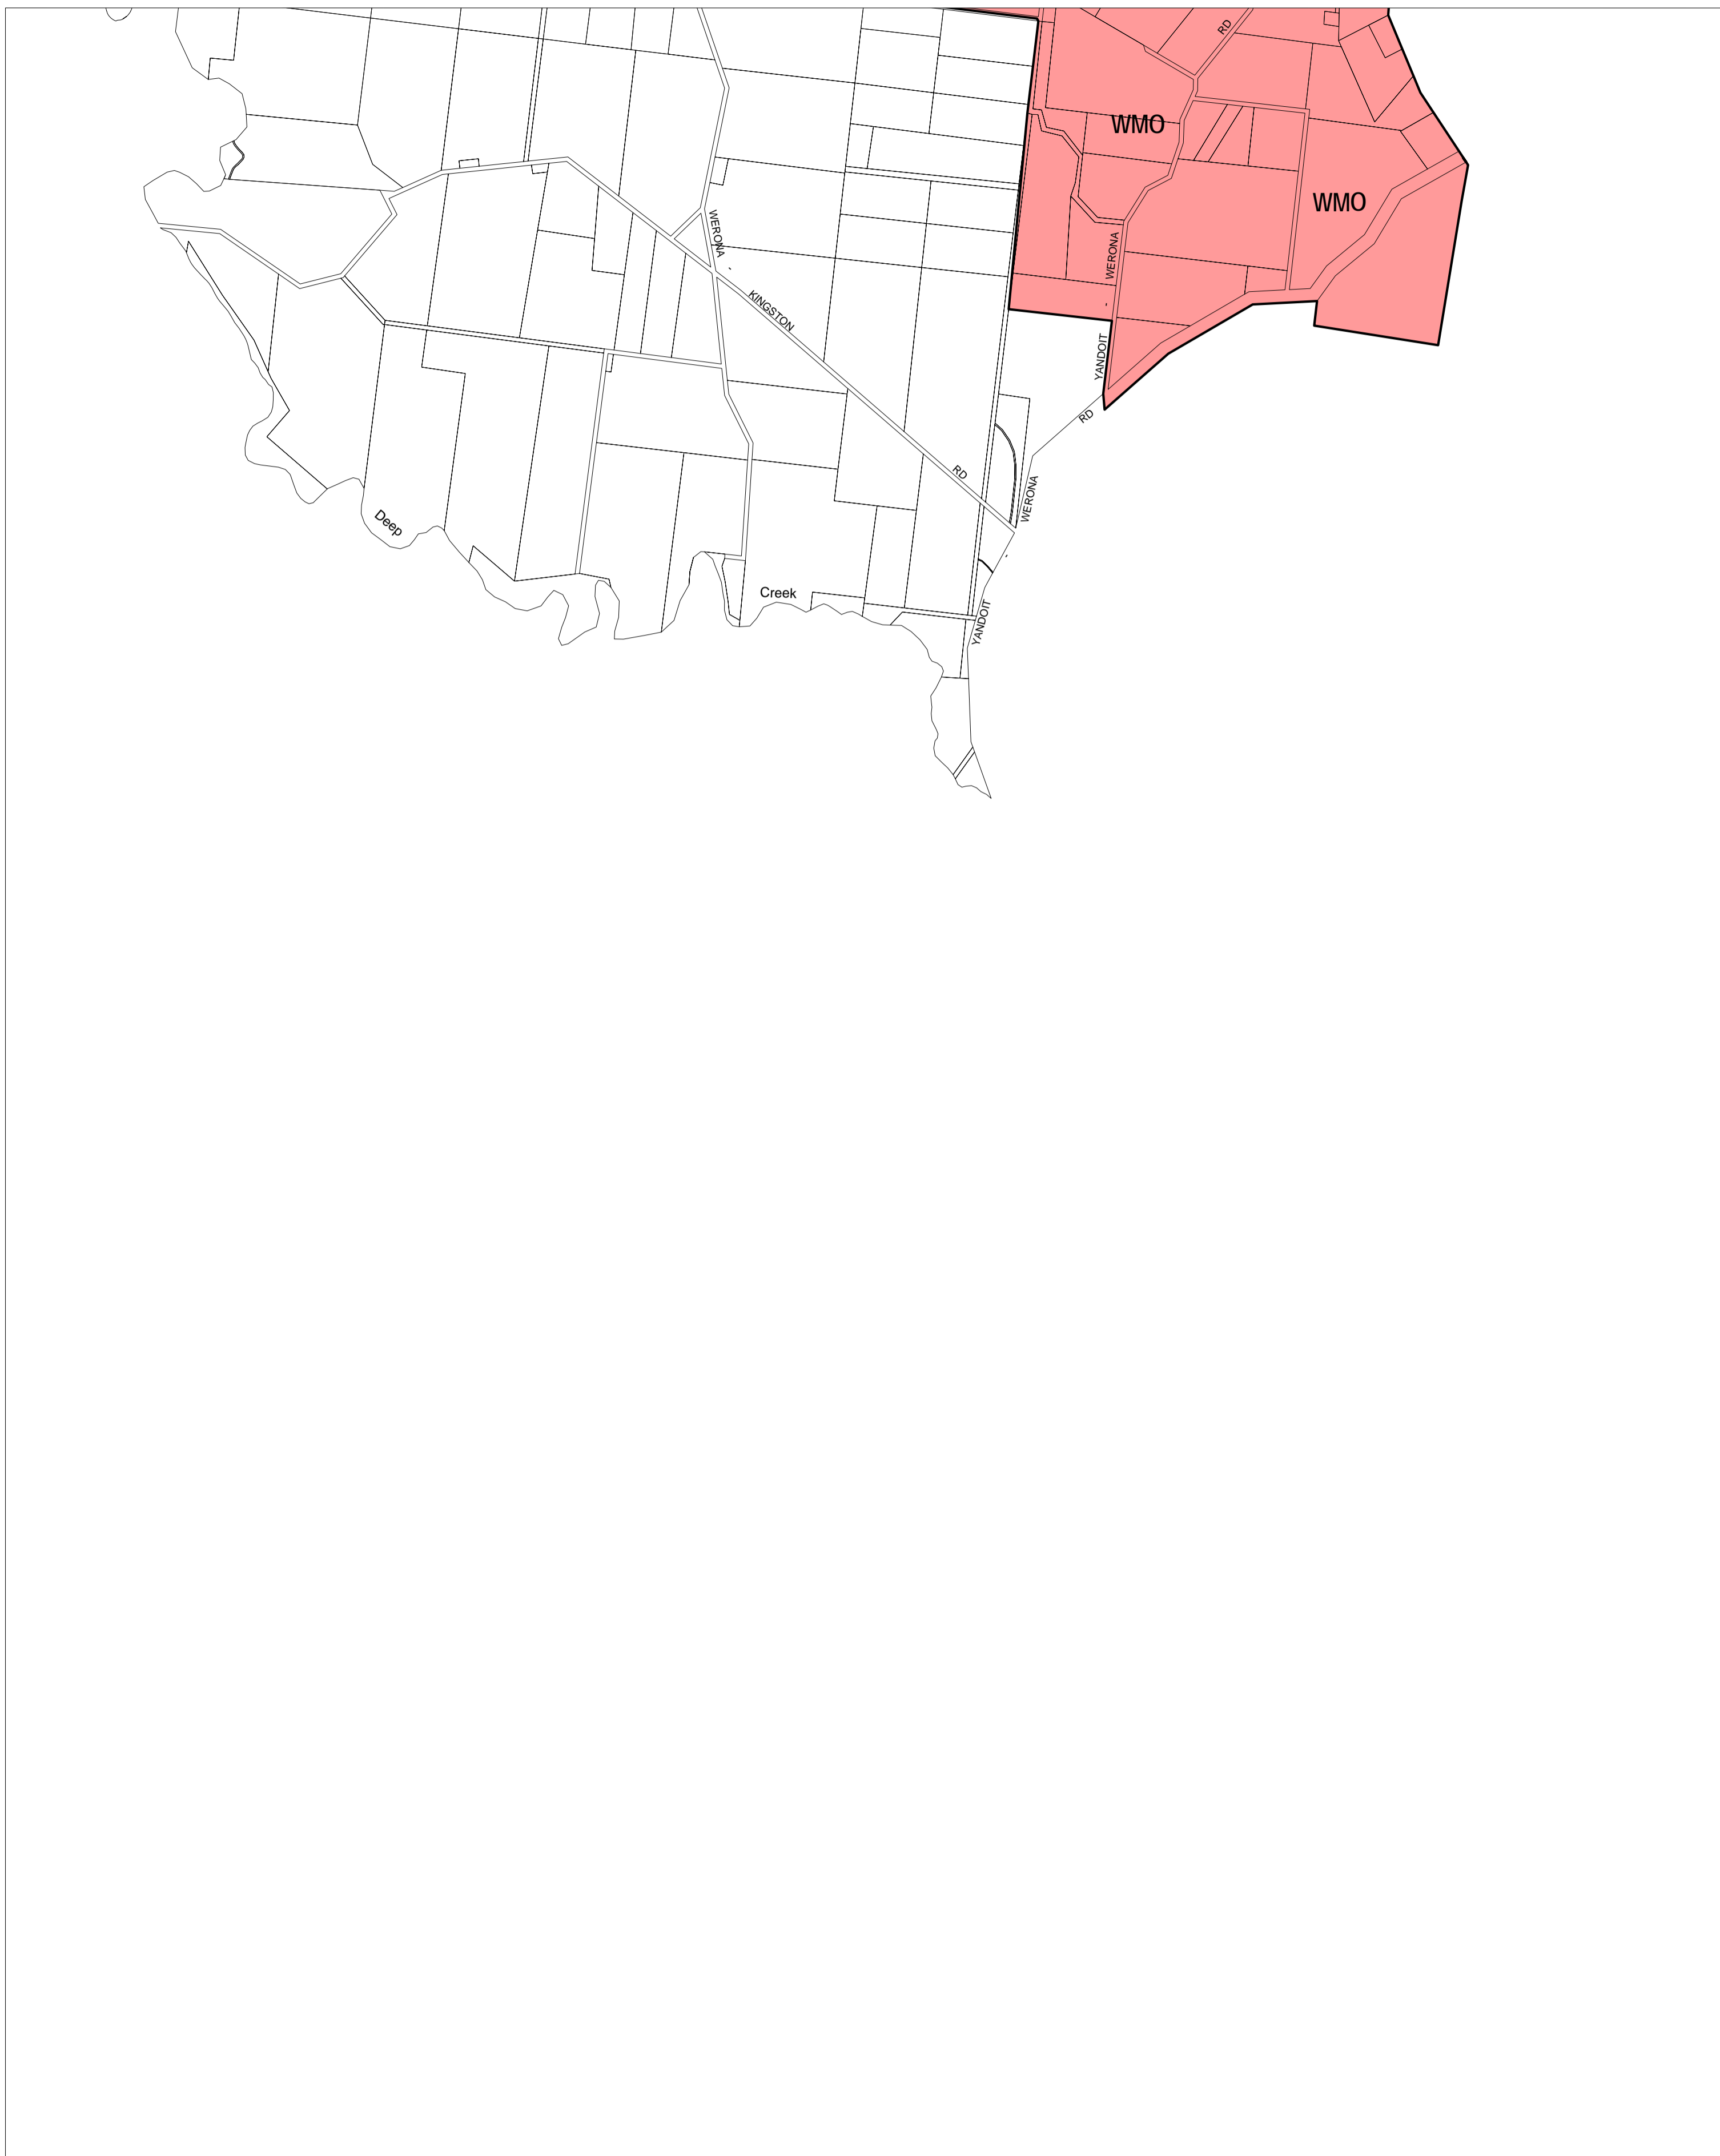 RD
WMO
WMO
WERONA
-
KINGSTON
WERONA
-
YANDOIT
RD
RD
WERONA
-
YANDOIT
Deep
Creek